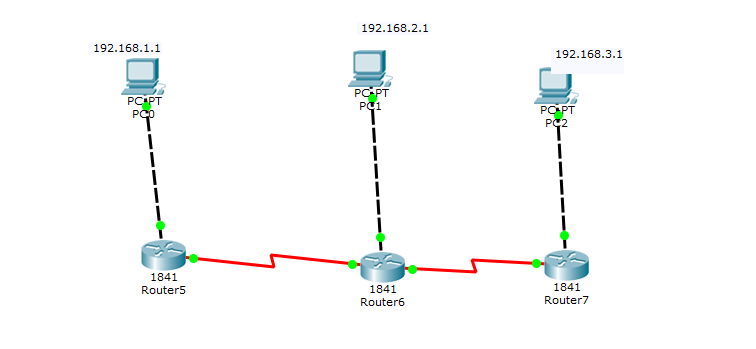 192.168.1.1
PC-PT
PC0
192.168.2.1
PC-PT
PC1
192.168.3.1
PC-PT
PC2
1841
Router5
1841
Router6
1841
Router7